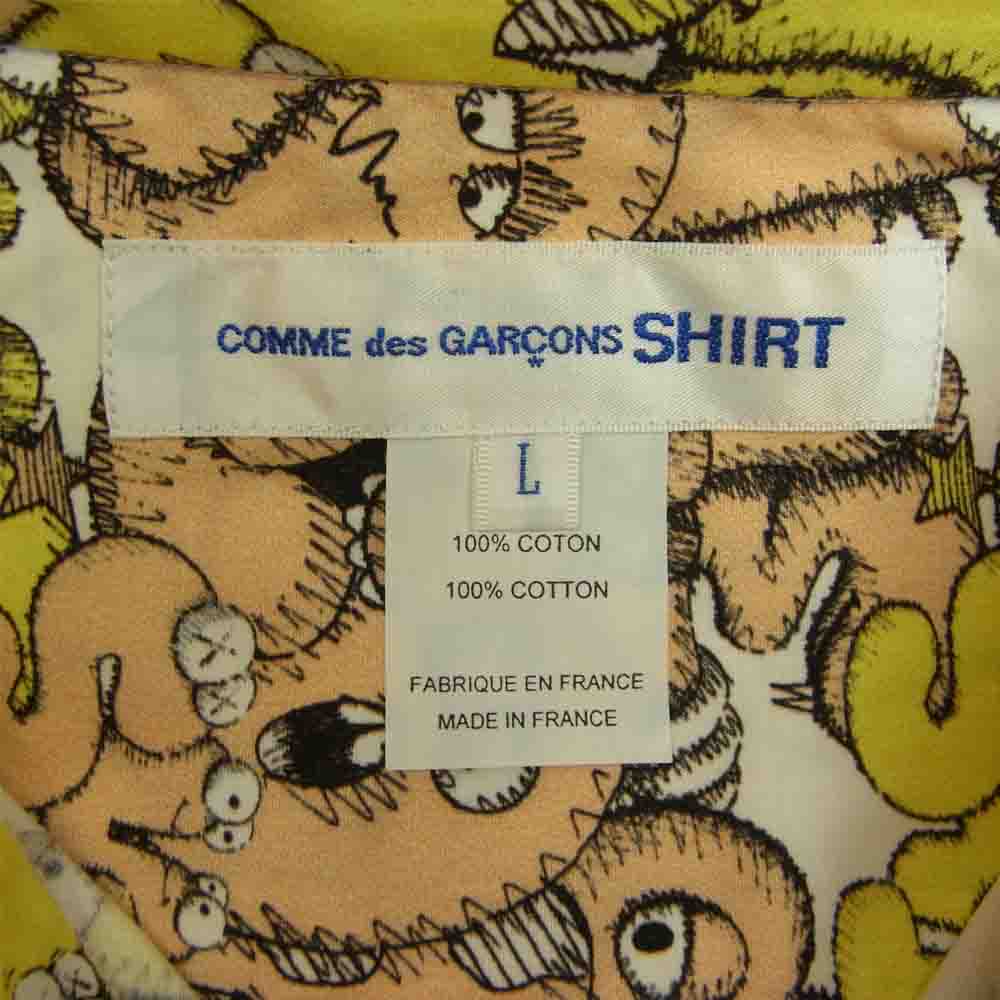 COMME des GARÇONS SHIRT
L
100% COTON
100% COTTON
FABRIQUE EN FRANCE
MADE IN FRANCE